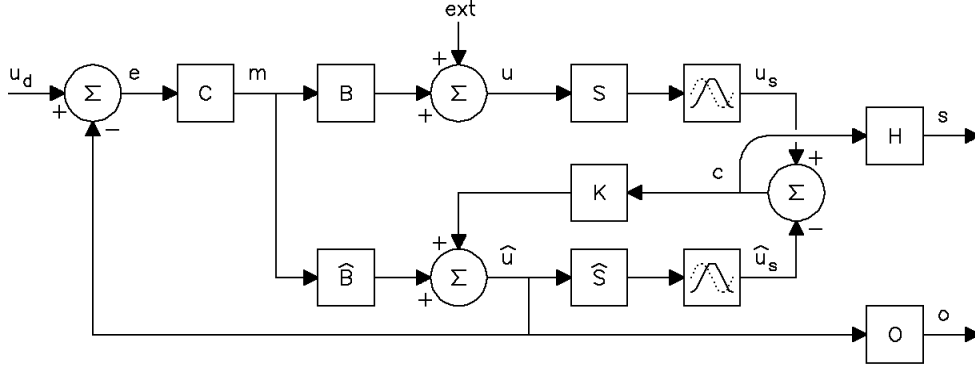 ext
u_d e m u u_s
Σ C B Σ S
+ − + +
H s
c +
K Σ
−
+ û û_s
B̂ Σ Ŝ
+
O o